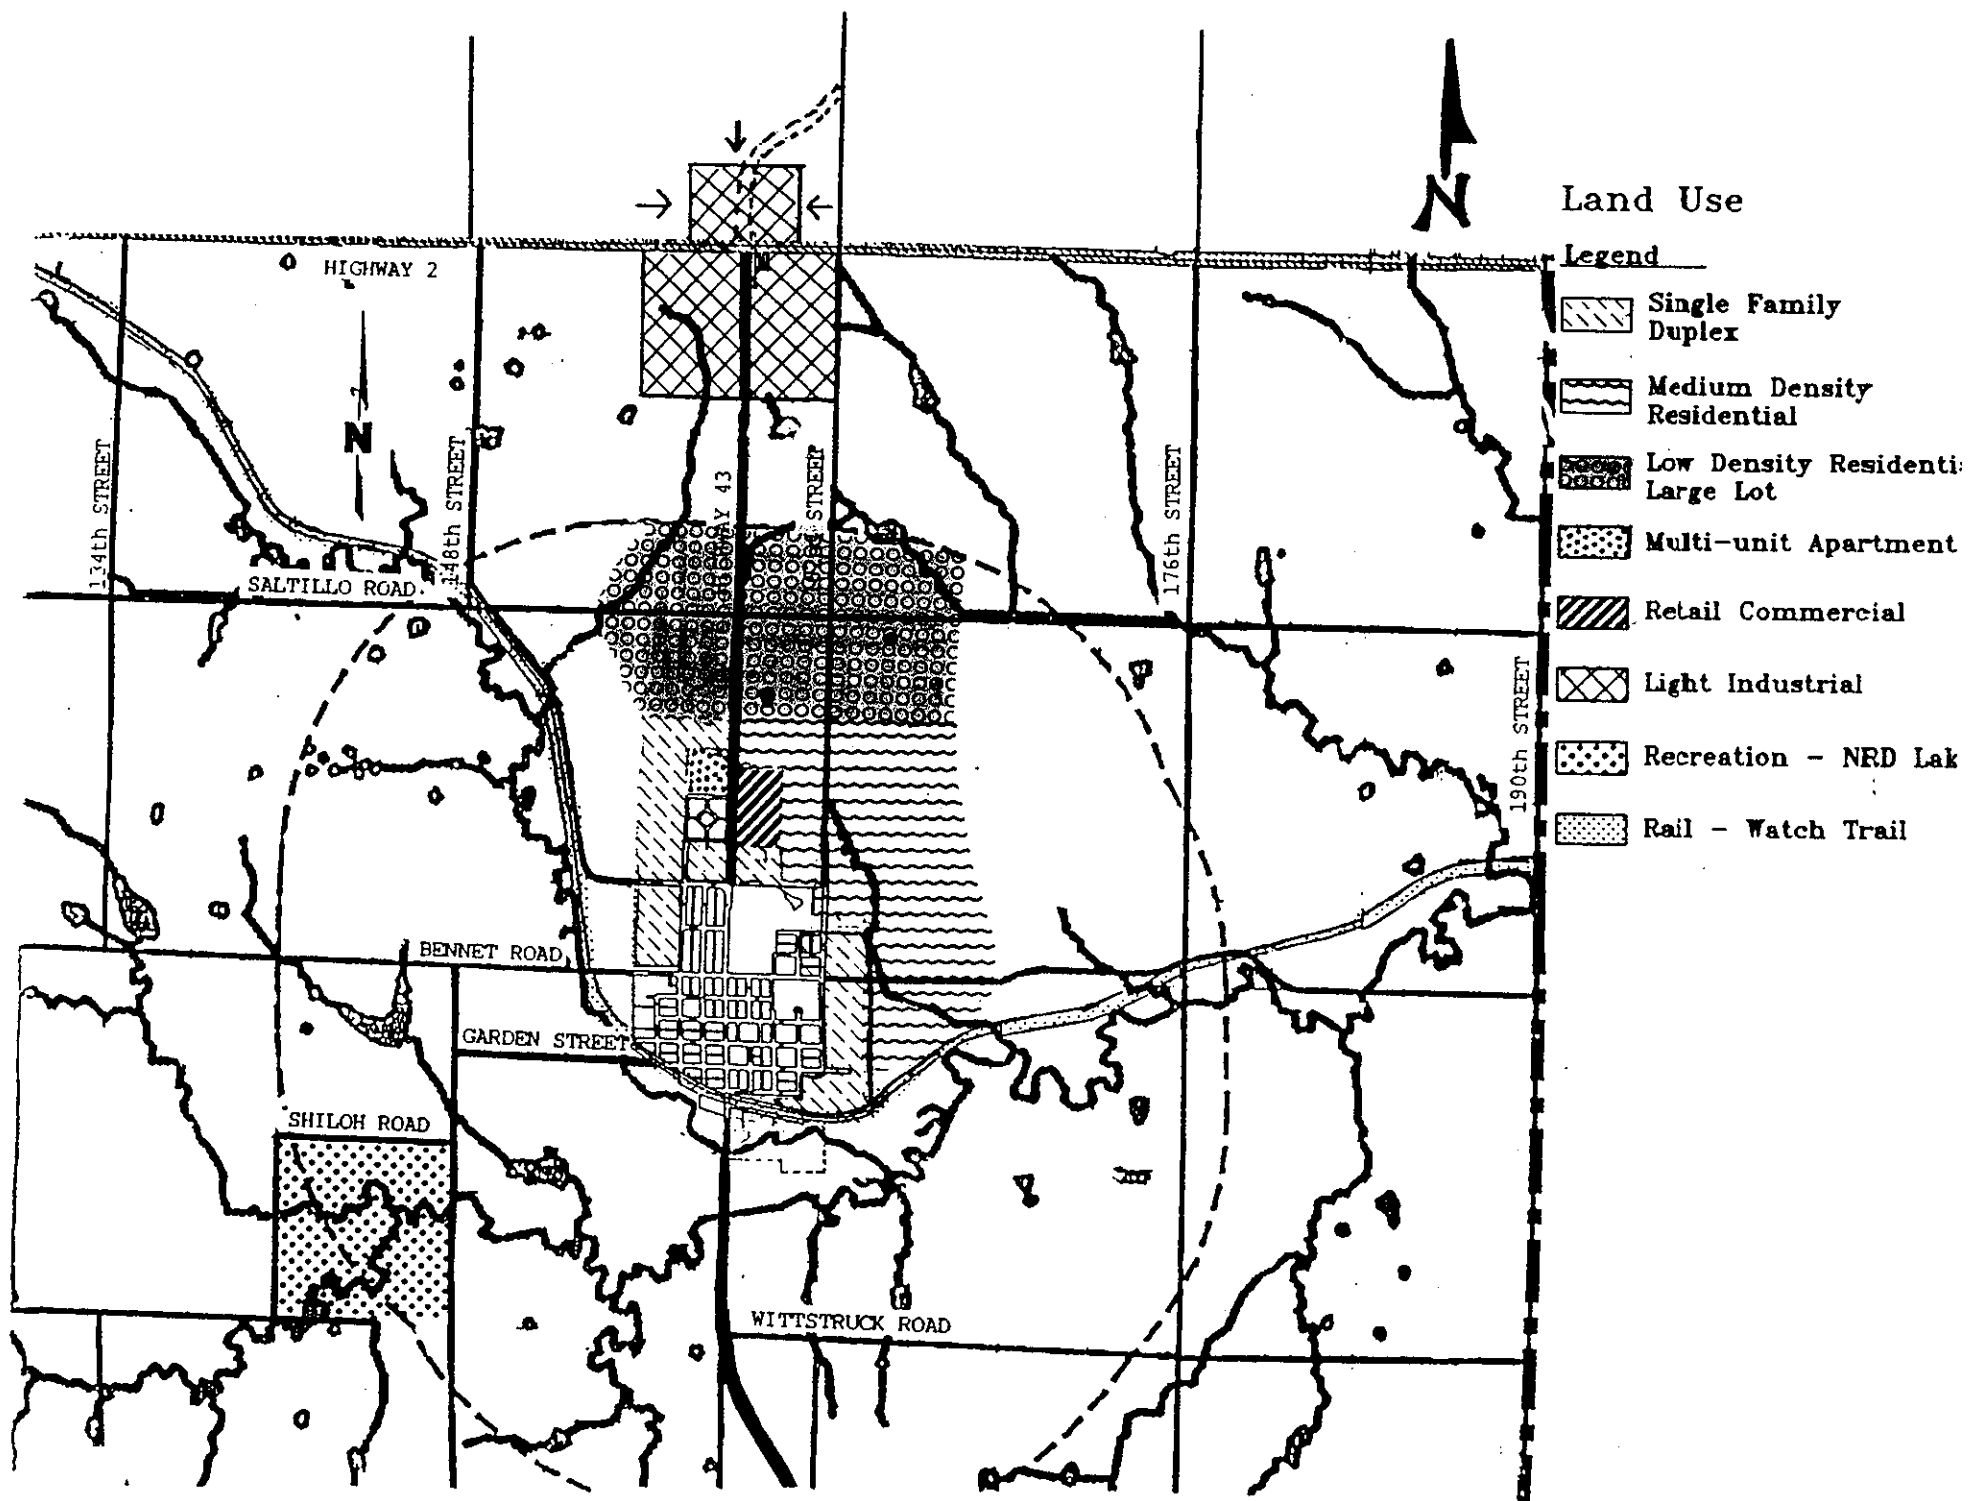 N
Land Use
Legend
HIGHWAY 2
Single Family
Duplex
Medium Density
Residential
N
134th STREET
148th STREET
43
STREET
176th STREET
Low Density
Large Lot
Multi-unit Apartment
SALTILLO ROAD
Retail Commercial
Light Industrial
190th STREET
Recreation - NRD
Rail - Watch Trail
BENNET ROAD
GARDEN STREET
SHILOH ROAD
WITTSTRUCK ROAD